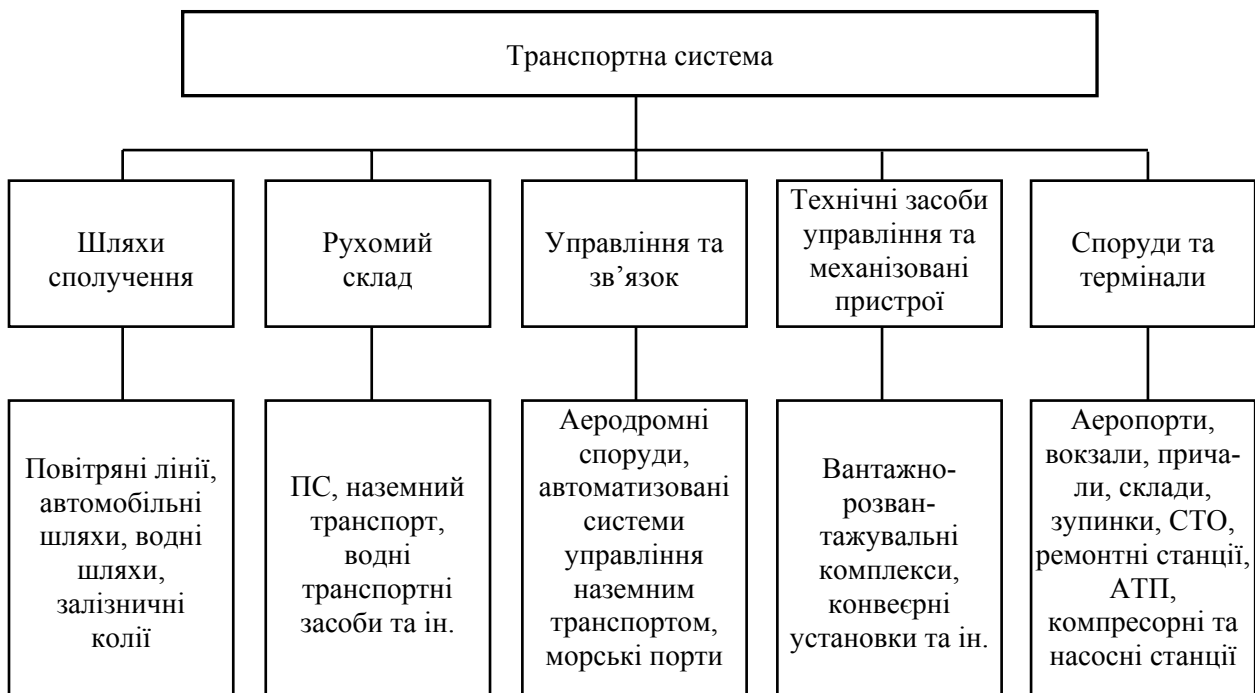 Транспортна система
Шляхи
сполучення
Рухомий
склад
Управління та
зв’язок
Технічні засоби
управління та
механізовані
пристрої
Споруди та
термінали
Повітряні лінії,
автомобільні
шляхи, водні
шляхи,
залізничні
колії
ПС, наземний
транспорт,
водні
транспортні
засоби та ін.
Аеродромні
споруди,
автоматизовані
системи
управління
наземним
транспортом,
морські порти
Вантажно-
розван-
тажувальні
комплекси,
конвеєрні
установки та ін.
Аеропорти,
вокзали, прича-
ли, склади,
зупинки, СТО,
ремонтні станції,
АТП,
компресорні та
насосні станції